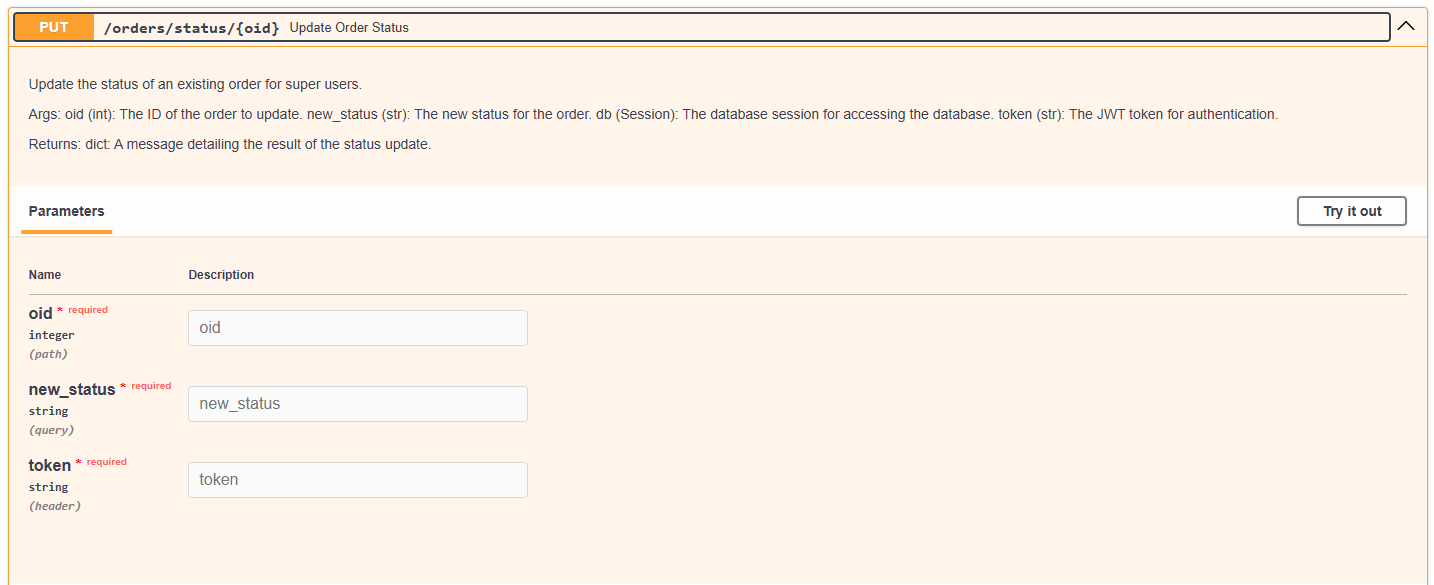 PUT /orders/status/{oid} Update Order Status
Update the status of an existing order for super users.
Args: oid (int): The ID of the order to update. new_status (str): The new status for the order. db (Session): The database session for accessing the database. token (str): The JWT token for authentication.
Returns: dict: A message detailing the result of the status update.
Parameters Try it out
Name Description
oid * required
integer
(path)
oid
new_status * required
string
(query)
new_status
token * required
string
(header)
token